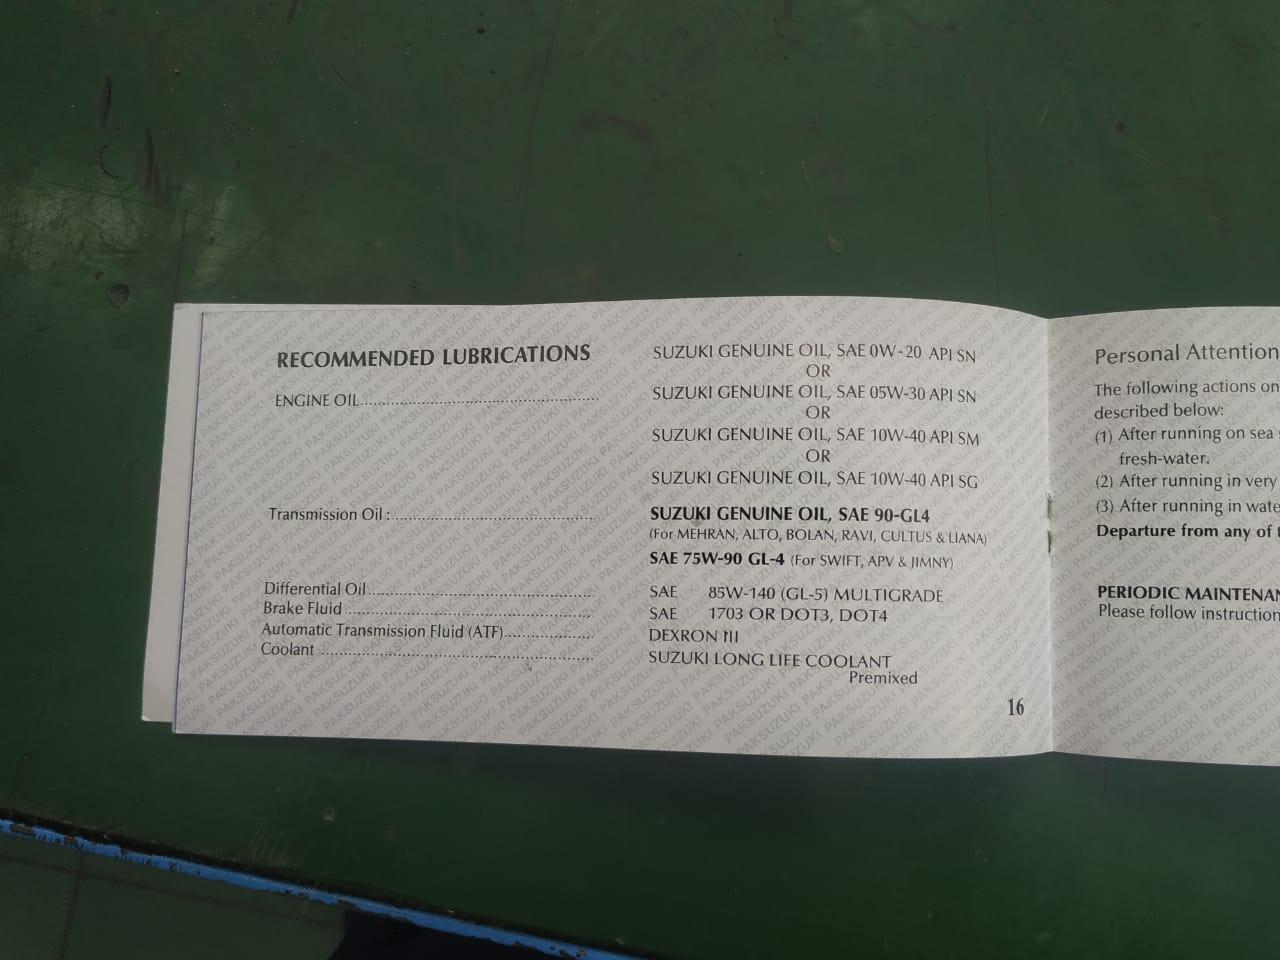 RECOMMENDED LUBRICATIONS
ENGINE OIL........................................................
SUZUKI GENUINE OIL, SAE 0W-20 API SN
OR
SUZUKI GENUINE OIL, SAE 05W-30 API SN
OR
SUZUKI GENUINE OIL, SAE 10W-40 API SM
OR
SUZUKI GENUINE OIL, SAE 10W-40 API SG
Transmission Oil :................................................
SUZUKI GENUINE OIL, SAE 90-GL4
(For MEHRAN, ALTO, BOLAN, RAVI, CULTUS & LIANA)
SAE 75W-90 GL-4 (For SWIFT, APV & JIMNY)
Differential Oil..................................................... SAE 85W-140 (GL-5) MULTIGRADE
Brake Fluid .......................................................... SAE 1703 OR DOT3, DOT4
Automatic Transmission Fluid (ATF)..................... DEXRON III
Coolant ................................................................ SUZUKI LONG LIFE COOLANT
Premixed
16
Personal Attention
The following actions on
described below:
(1) After running on sea
fresh-water.
(2) After running in very
(3) After running in wate
Departure from any of t
PERIODIC MAINTENAN
Please follow instruction
PAKSUZUKI